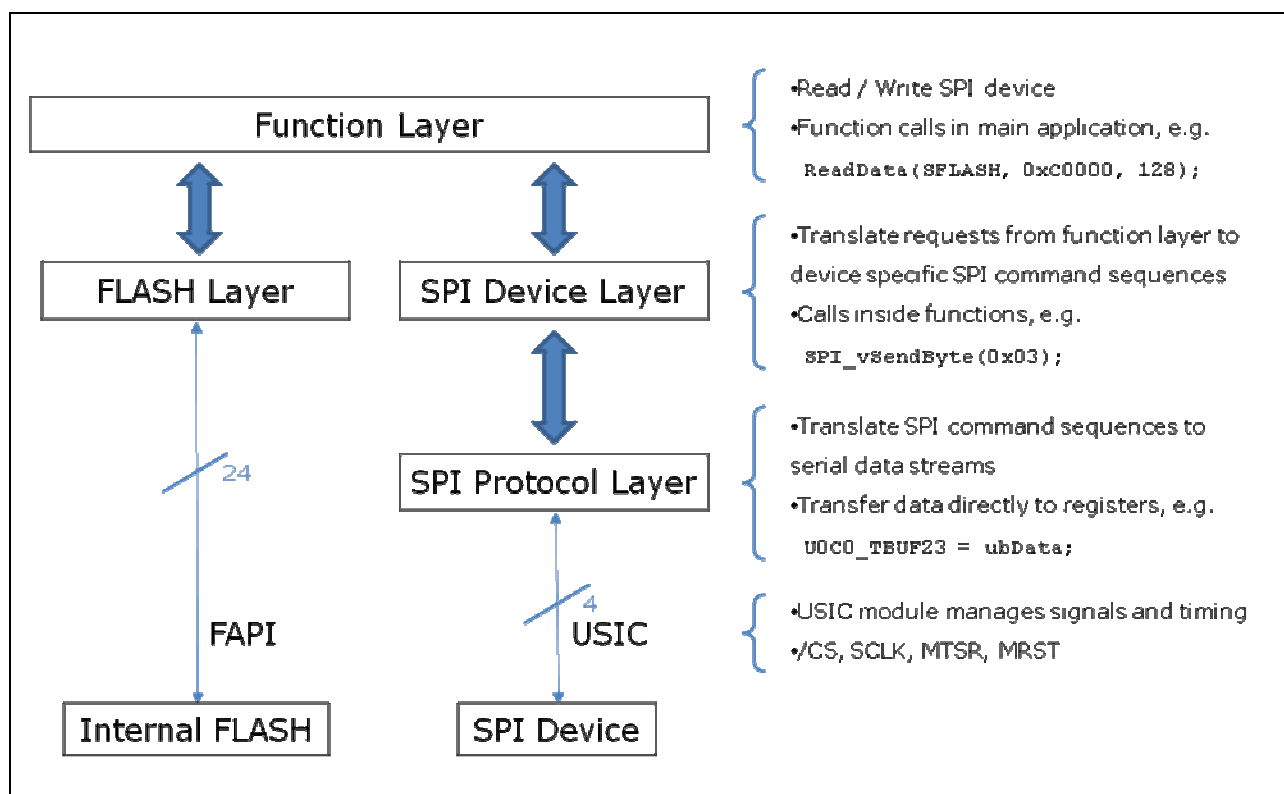 Function Layer
FLASH Layer
SPI Device Layer
24
SPI Protocol Layer
4
FAPI
USIC
Internal FLASH
SPI Device
•Read / Write SPI device
•Function calls in main application, e.g.
ReadData(SFLASH, 0xC0000, 128);
•Translate requests from function layer to
device specific SPI command sequences
•Calls inside functions, e.g.
SPI_vSendByte(0x03);
•Translate SPI command sequences to
serial data streams
•Transfer data directly to registers, e.g.
U0C0_TBUF23 = ubData;
•USIC module manages signals and timing
•/CS, SCLK, MTSR, MRST